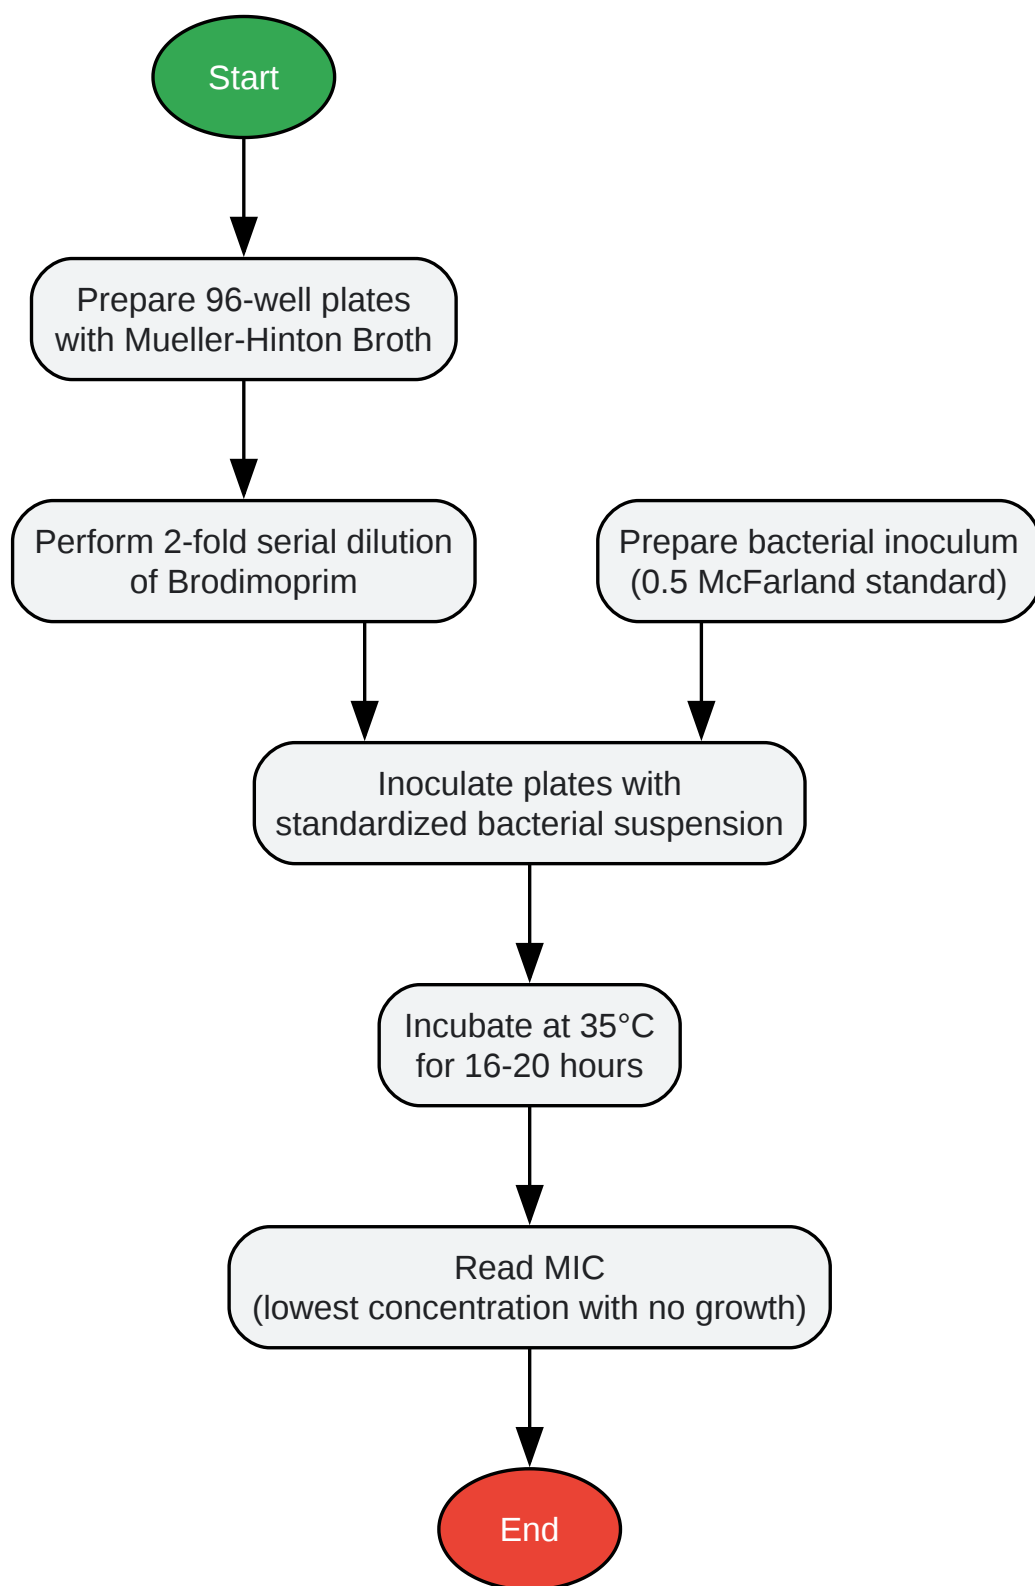 Start
Prepare 96-well plates
with Mueller-Hinton Broth
Perform 2-fold serial dilution
of Brodimoprim
Prepare bacterial inoculum
(0.5 McFarland standard)
Inoculate plates with
standardized bacterial suspension
Incubate at 35°C
for 16-20 hours
Read MIC
(lowest concentration with no growth)
End